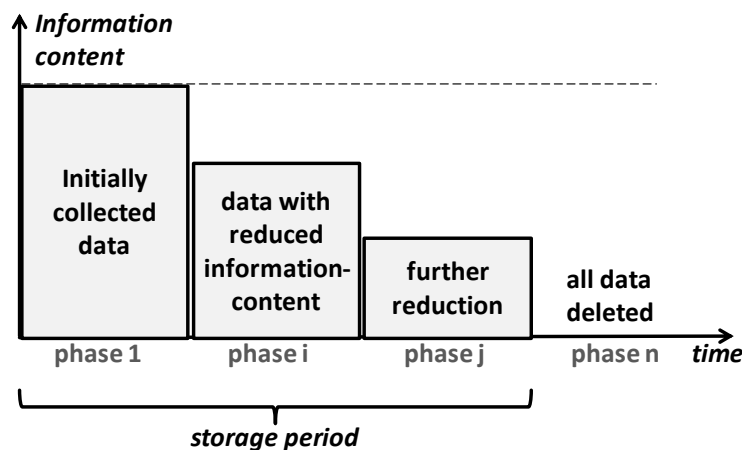 Information
content
Initially
collected
data
data with
reduced
information-
content
further
reduction
all data
deleted
phase 1
phase i
phase j
phase n
time
storage period